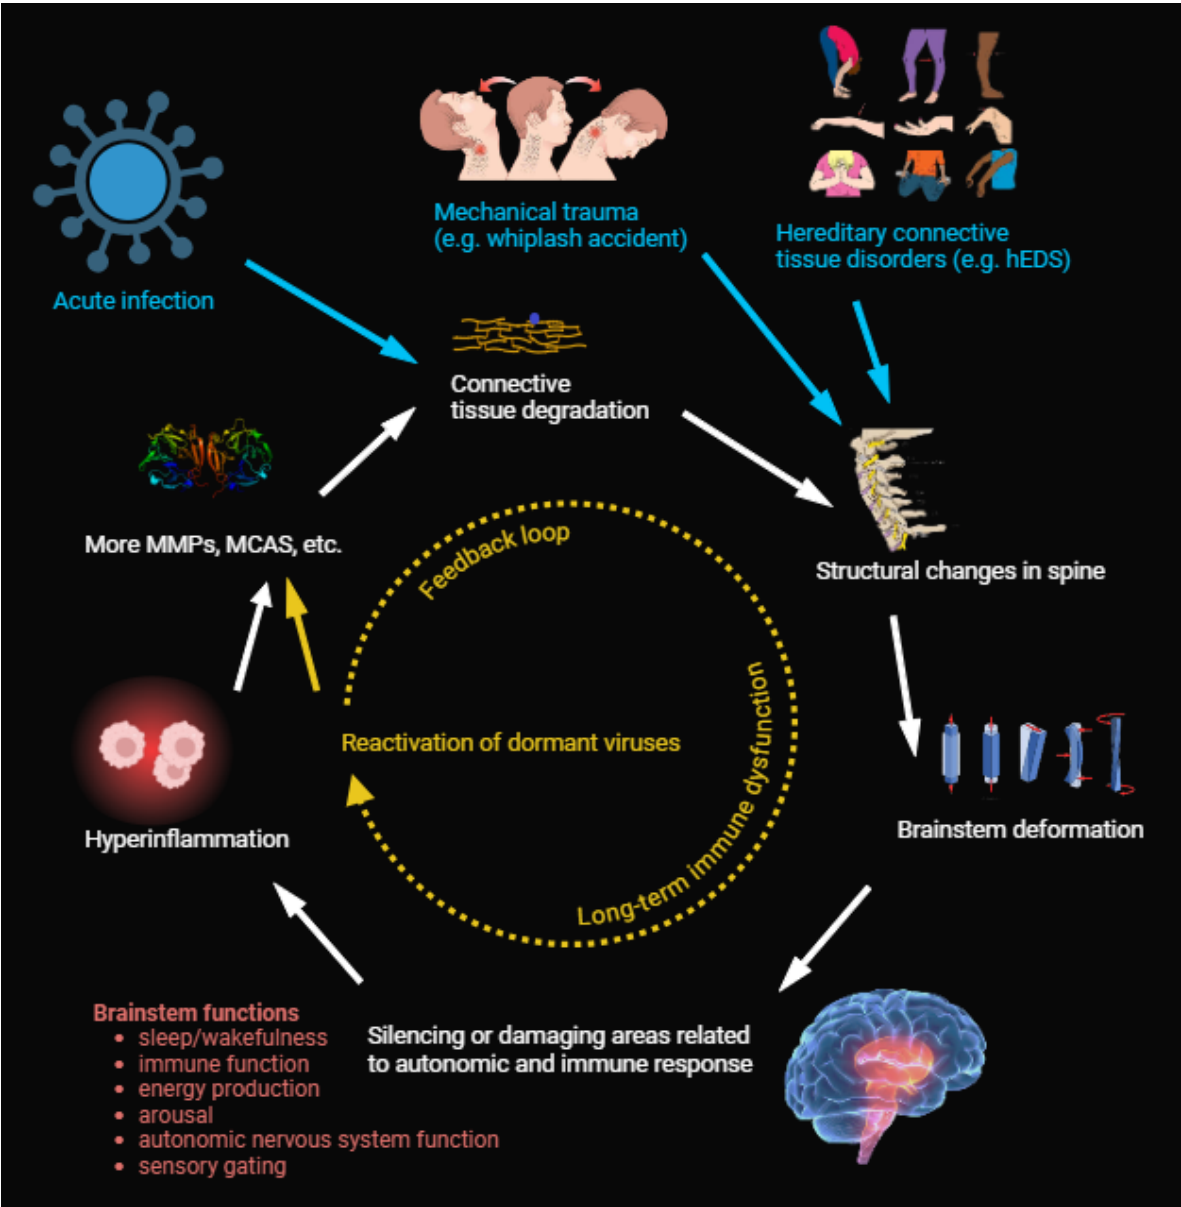 Mechanical trauma
(e.g. whiplash accident)
Hereditary connective
tissue disorders (e.g. hEDS)
Acute infection
Connective
tissue degradation
More MMPs, MCAS, etc.
Feedback loop
Structural changes in spine
Long-term immune dysfunction
Reactivation of dormant viruses
Hyperinflammation
Brainstem deformation
Silencing or damaging areas related
to autonomic and immune response
Brainstem functions
• sleep/wakefulness
• immune function
• energy production
• arousal
• autonomic nervous system function
• sensory gating